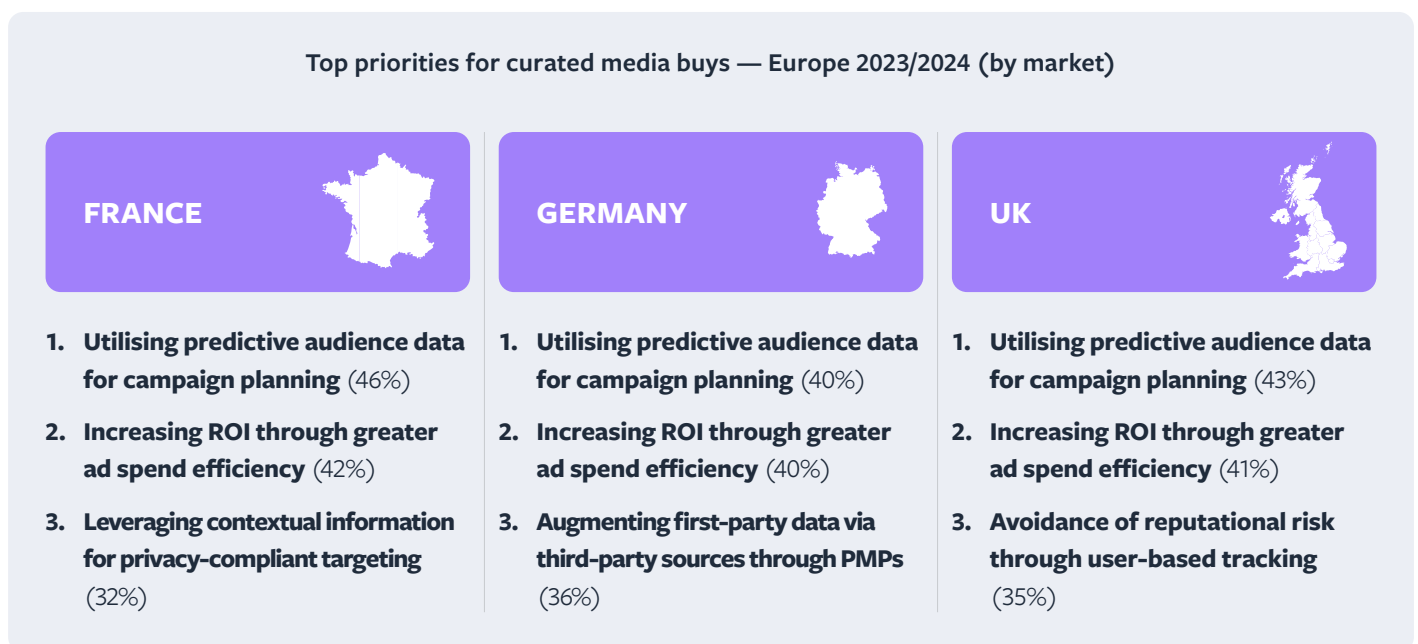 Top priorities for curated media buys — Europe 2023/2024 (by market)
FRANCE
1. Utilising predictive audience data
for campaign planning (46%)
2. Increasing ROI through greater
ad spend efficiency (42%)
3. Leveraging contextual information
for privacy-compliant targeting
(32%)
GERMANY
1. Utilising predictive audience data
for campaign planning (40%)
2. Increasing ROI through greater
ad spend efficiency (40%)
3. Augmenting first-party data via
third-party sources through PMPs
(36%)
UK
1. Utilising predictive audience data
for campaign planning (43%)
2. Increasing ROI through greater
ad spend efficiency (41%)
3. Avoidance of reputational risk
through user-based tracking
(35%)